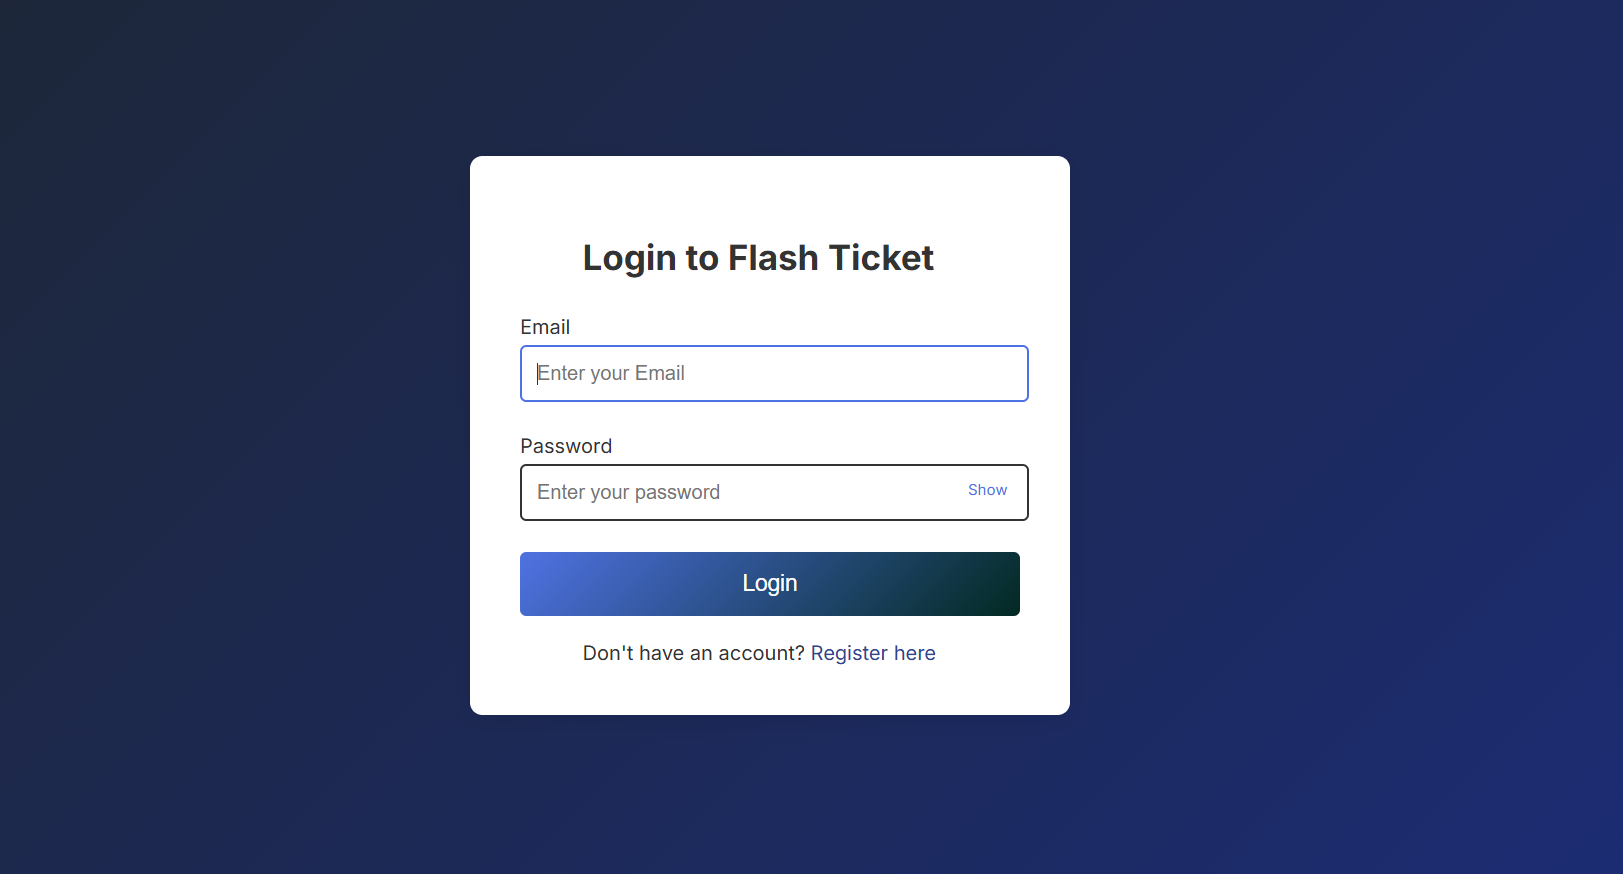 Login to Flash Ticket
Email
Enter your Email
Password
Enter your password
Show
Login
Don't have an account? Register here